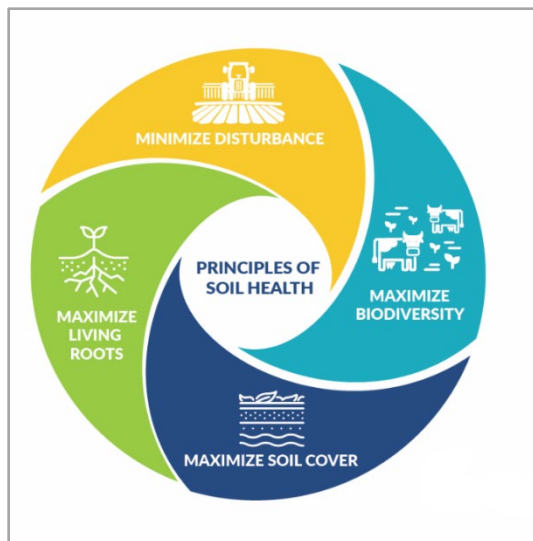 MINIMIZE DISTURBANCE
MAXIMIZE
BIODIVERSITY
MAXIMIZE SOIL COVER
MAXIMIZE
LIVING
ROOTS
PRINCIPLES OF
SOIL HEALTH